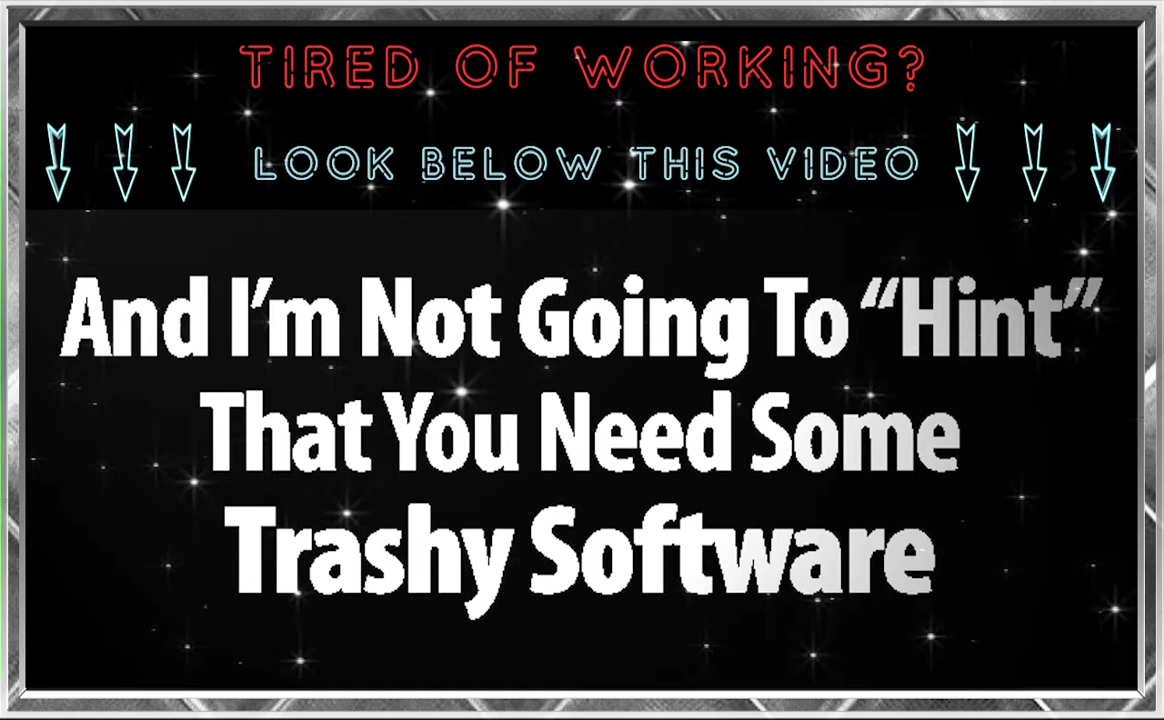 TIRED OF WORKING?
LOOK BELOW THIS VIDEO
And I’m Not Going To “Hint”
That You Need Some
Trashy Software